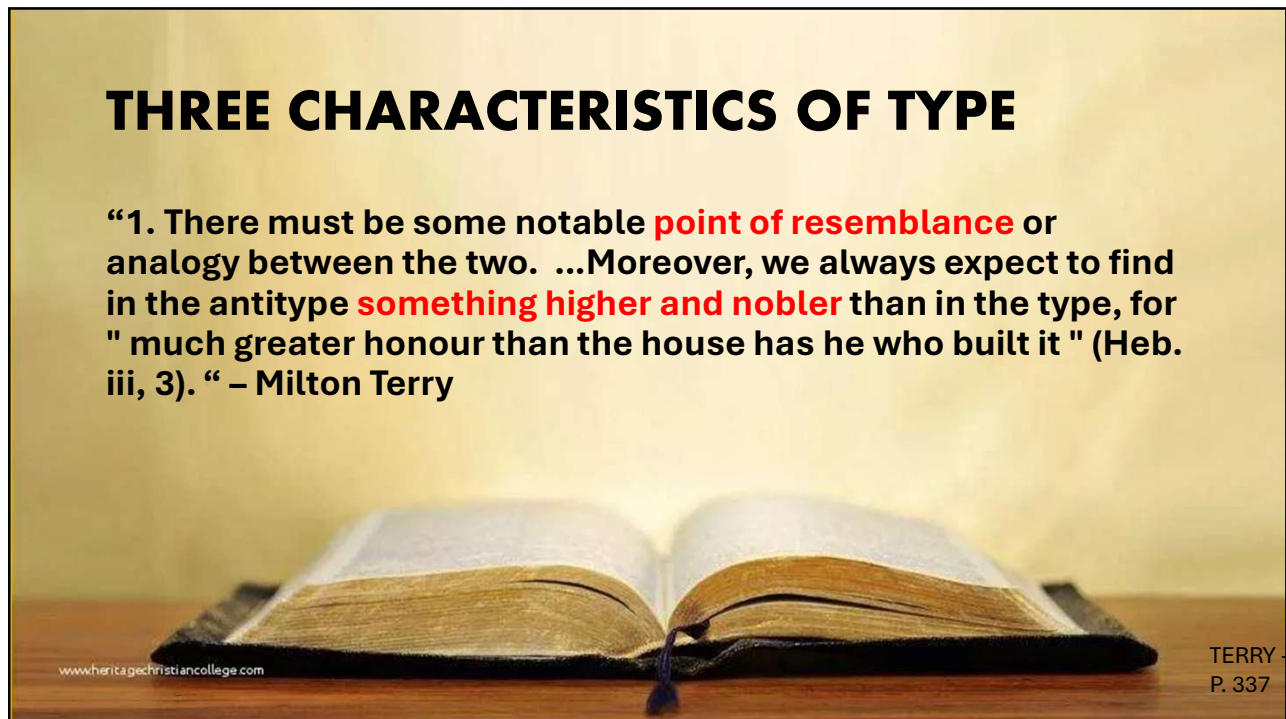 THREE CHARACTERISTICS OF TYPE
“1. There must be some notable point of resemblance or
analogy between the two.  ...Moreover, we always expect to find
in the antitype something higher and nobler than in the type, for
" much greater honour than the house has he who built it " (Heb.
iii, 3). “ – Milton Terry
www.heritagechristiancollege.com
TERRY -
P. 337